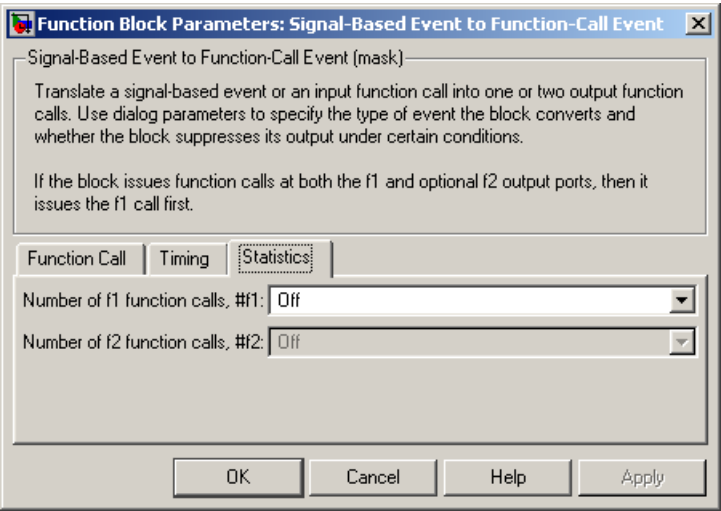 Function Block Parameters: Signal-Based Event to Function-Call Event
Signal-Based Event to Function-Call Event (mask)
Translate a signal-based event or an input function call into one or two output function
calls. Use dialog parameters to specify the type of event the block converts and
whether the block suppresses its output under certain conditions.
If the block issues function calls at both the f1 and optional f2 output ports, then it
issues the f1 call first.
Function Call Timing Statistics
Number of f1 function calls, #f1: Off
Number of f2 function calls, #f2: Off
OK Cancel Help Apply